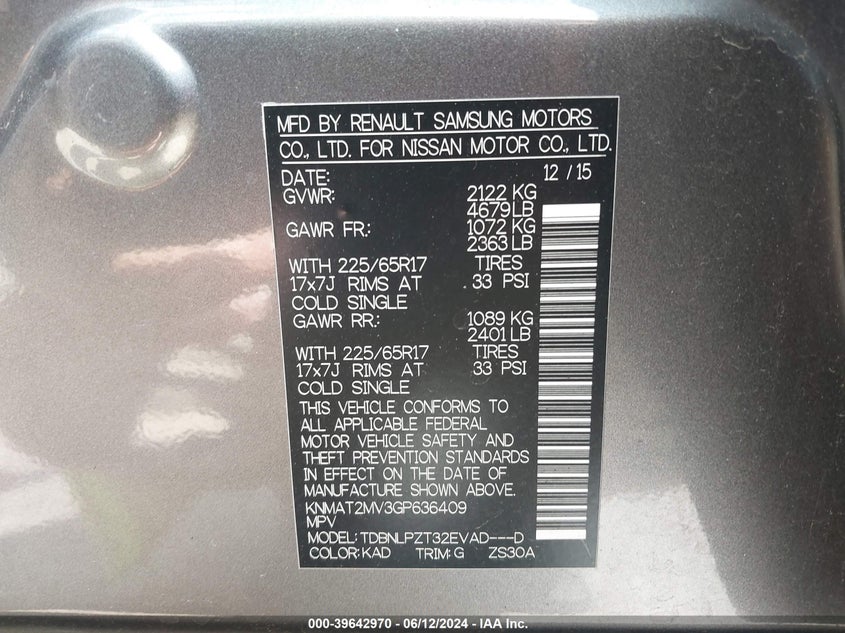 MFD BY RENAULT SAMSUNG MOTORS
CO., LTD. FOR NISSAN MOTOR CO., LTD.
DATE: 12 / 15
GVWR: 2122 KG
4679 LB
GAWR FR.: 1072 KG
2363 LB
WITH 225/65R17 TIRES
17x7J RIMS AT 33 PSI
COLD SINGLE
GAWR RR.: 1089 KG
2401 LB
WITH 225/65R17 TIRES
17x7J RIMS AT 33 PSI
COLD SINGLE
THIS VEHICLE CONFORMS TO
ALL APPLICABLE FEDERAL
MOTOR VEHICLE SAFETY AND
THEFT PREVENTION STANDARDS
IN EFFECT ON THE DATE OF
MANUFACTURE SHOWN ABOVE.
KNMAT2MV3GP636409
MPV
MODEL: TDBNLPZT32EVAD---D
COLOR: KAD TRIM: G ZS30A
000-39642970 - 06/12/2024 - IAA Inc.